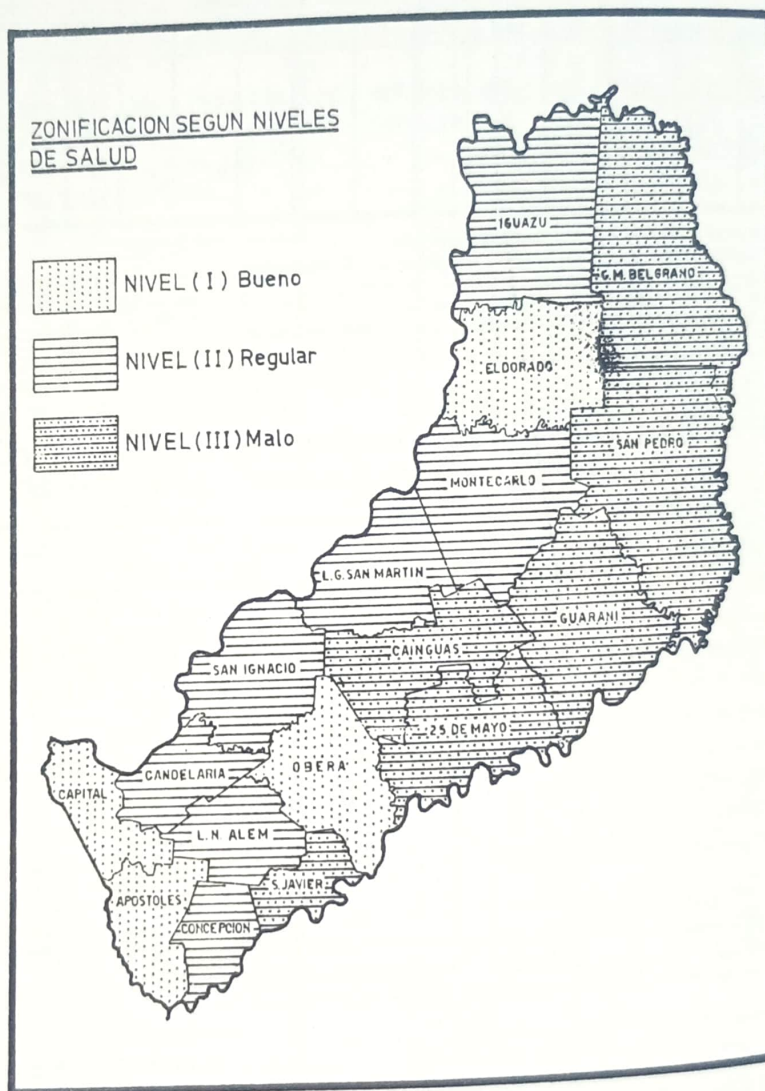 ZONIFICACION SEGUN NIVELES
DE SALUD
NIVEL (I) Bueno
NIVEL (II) Regular
NIVEL (III) Malo
IGUAZU
G.M. BELGRANO
ELDORADO
SAN PEDRO
MONTECARLO
L.G. SAN MARTIN
GUARANI
CAINGUAS
SAN IGNACIO
25 DE MAYO
OBERA
CANDELARIA
CAPITAL
L.N. ALEM
S. JAVIER
APOSTOLES
CONCEPCION